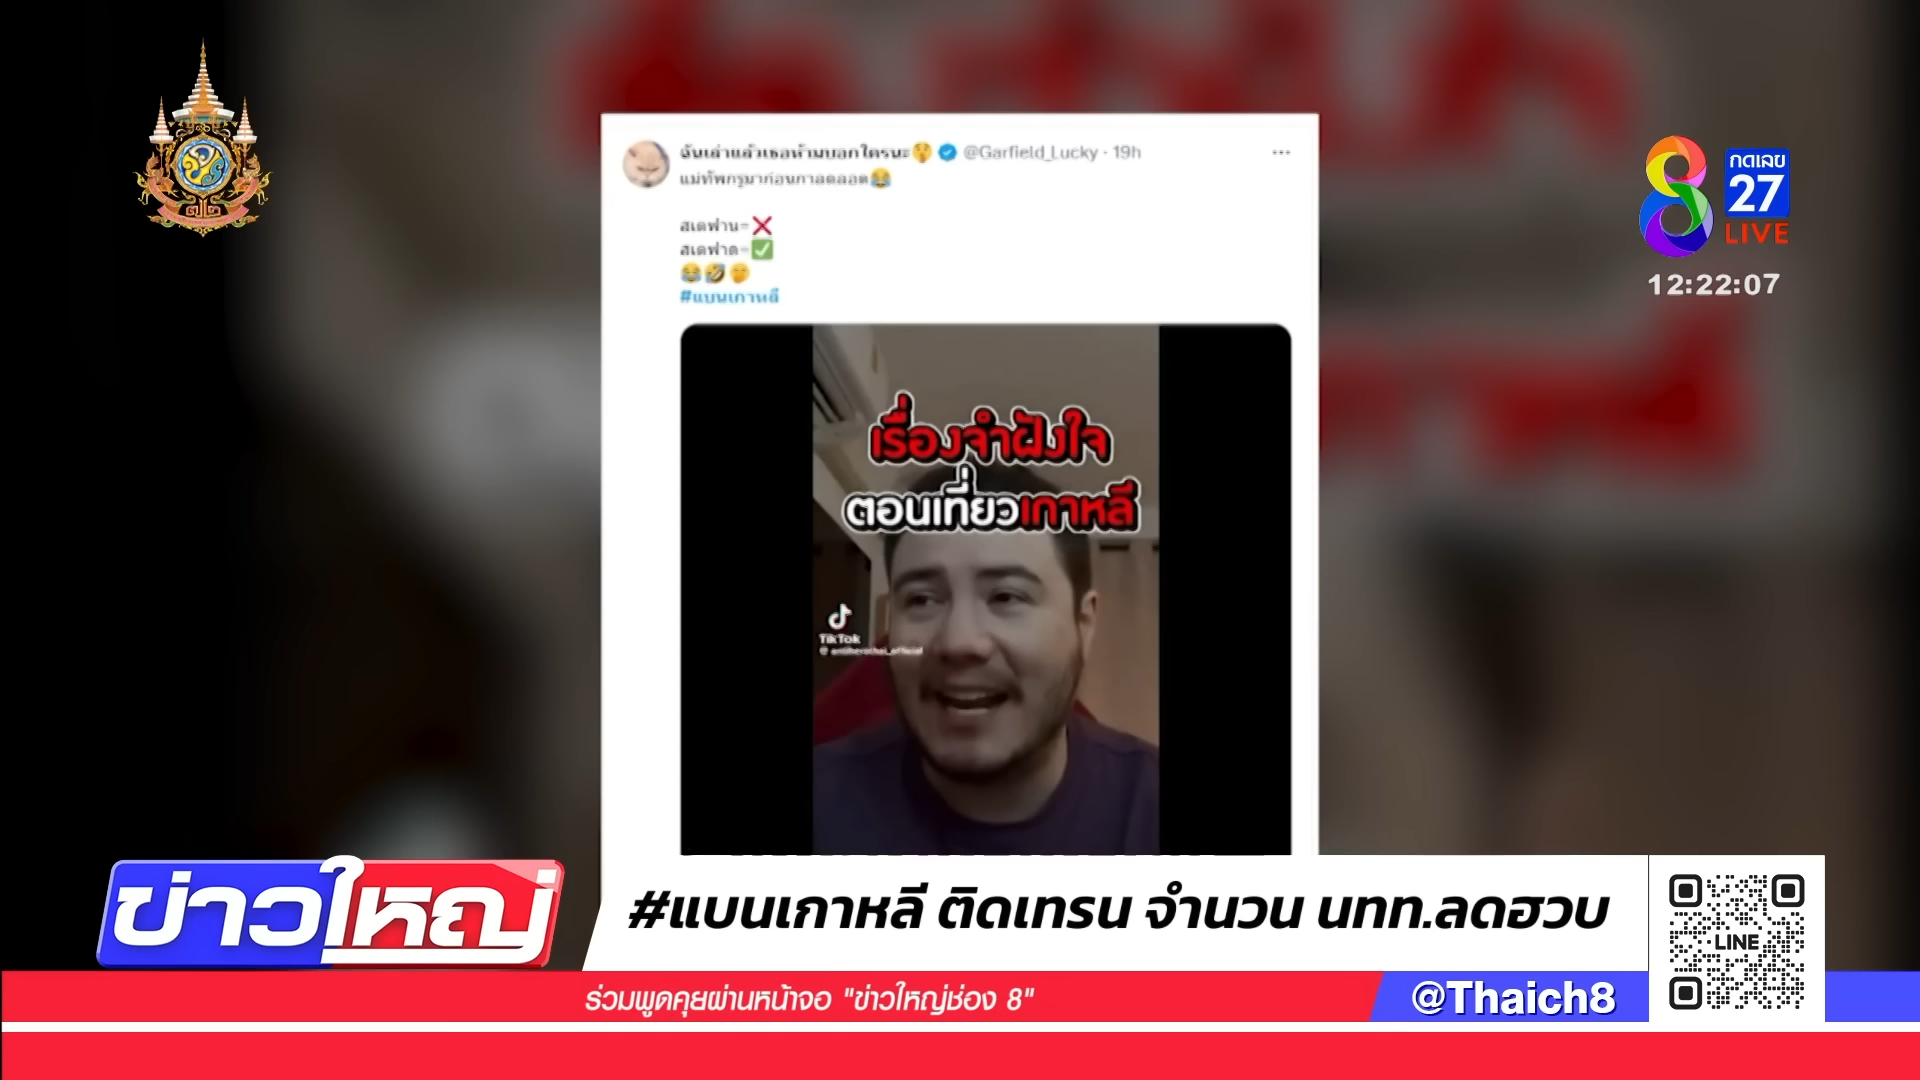 กดเลข
27
LIVE
12:22:07
ฉันเล่าแล้วเธอห้ามบอกใครนะ @Garfield_Lucky · 19h
แม่ทัพกรูมาก่อนกาลตลอด
สเตฟาน=
สเตฟาด=
#แบนเกาหลี
เรื่องจำฝังใจ
ตอนเที่ยวเกาหลี
TikTok
ข่าวใหญ่
#แบนเกาหลี ติดเทรน จำนวน นทท.ลดฮวบ
LINE
ร่วมพูดคุยผ่านหน้าจอ "ข่าวใหญ่ช่อง 8"
@Thaich8